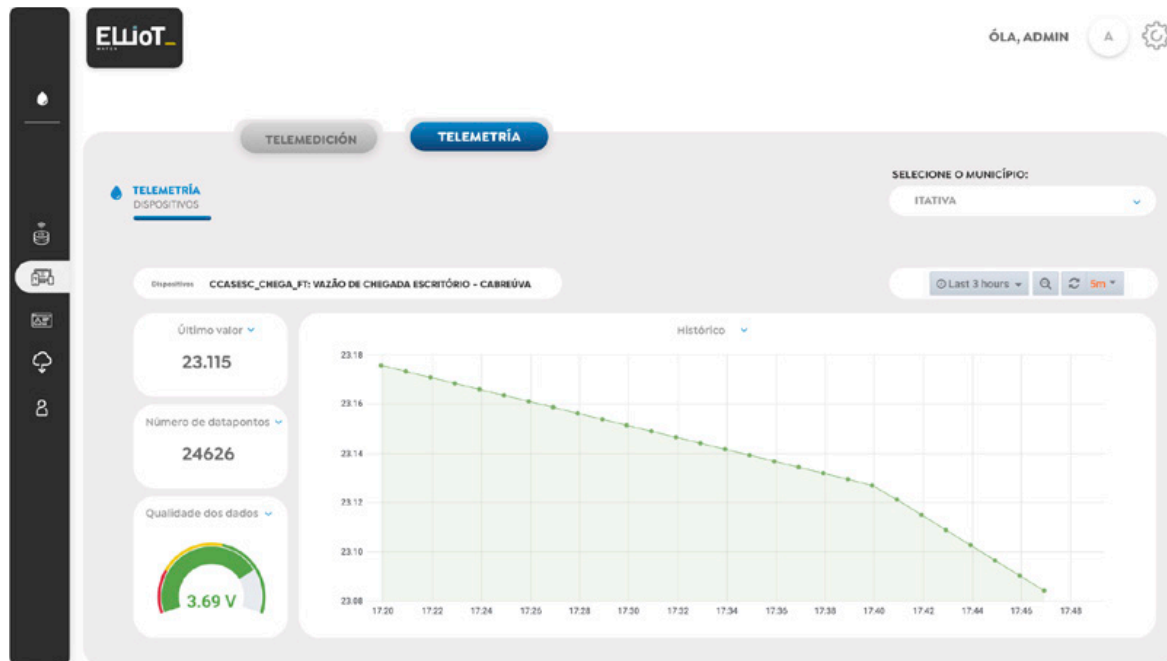 ELLIOT_
WATER
ÓLA, ADMIN
A
TELEMEDICIÓN
TELEMETRÍA
TELEMETRÍA
DISPOSITIVOS
SELECIONE O MUNICÍPIO:
ITATIVA
Dispositivos CCASESC_CHEGA_FT: VAZÃO DE CHEGADA ESCRITÓRIO - CABREÚVA
Last 3 hours
5m
Último valor
23.115
Número de datapontos
24626
Qualidade dos dados
3.69 V
Histórico
23.18
23.16
23.14
23.12
23.10
23.08
17:20 17:22 17:24 17:26 17:28 17:30 17:32 17:34 17:36 17:38 17:40 17:42 17:44 17:46 17:48